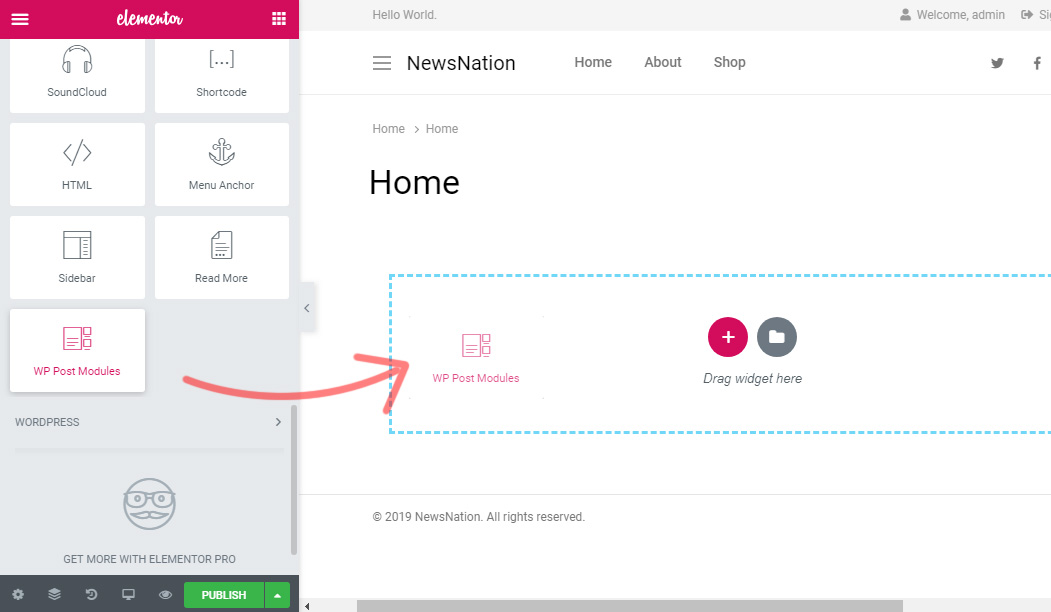 elementor
SoundCloud
[...]
Shortcode
HTML
Menu Anchor
Sidebar
Read More
WP Post Modules
WORDPRESS
GET MORE WITH ELEMENTOR PRO
PUBLISH
Hello World.
Welcome, admin
NewsNation
Home
About
Shop
Home > Home
Home
WP Post Modules
Drag widget here
© 2019 NewsNation. All rights reserved.